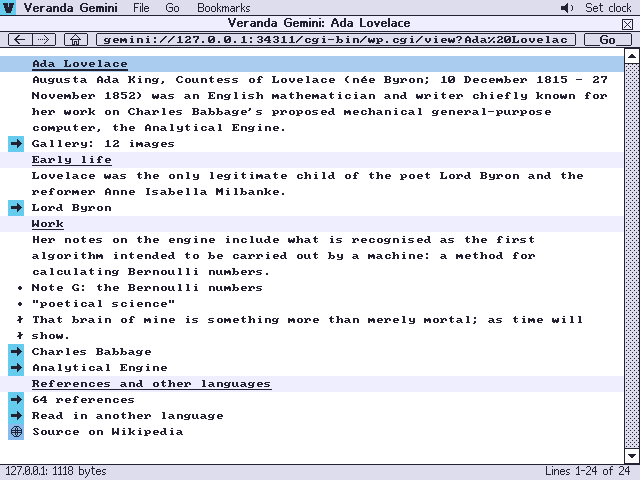 Veranda Gemini File Go Bookmarks Set clock
Veranda Gemini: Ada Lovelace
gemini://127.0.0.1:34311/cgi-bin/wp.cgi/view?Ada%20Lovelac Go
Ada Lovelace
Augusta Ada King, Countess of Lovelace (née Byron; 10 December 1815 – 27
November 1852) was an English mathematician and writer chiefly known for
her work on Charles Babbage's proposed mechanical general-purpose
computer, the Analytical Engine.
Gallery: 12 images
Early life
Lovelace was the only legitimate child of the poet Lord Byron and the
reformer Anne Isabella Milbanke.
Lord Byron
Work
Her notes on the engine include what is recognised as the first
algorithm intended to be carried out by a machine: a method for
calculating Bernoulli numbers.
• Note G: the Bernoulli numbers
• "poetical science"
That brain of mine is something more than merely mortal; as time will
show.
Charles Babbage
Analytical Engine
References and other languages
64 references
Read in another language
Source on Wikipedia
127.0.0.1: 1118 bytes Lines 1-24 of 24